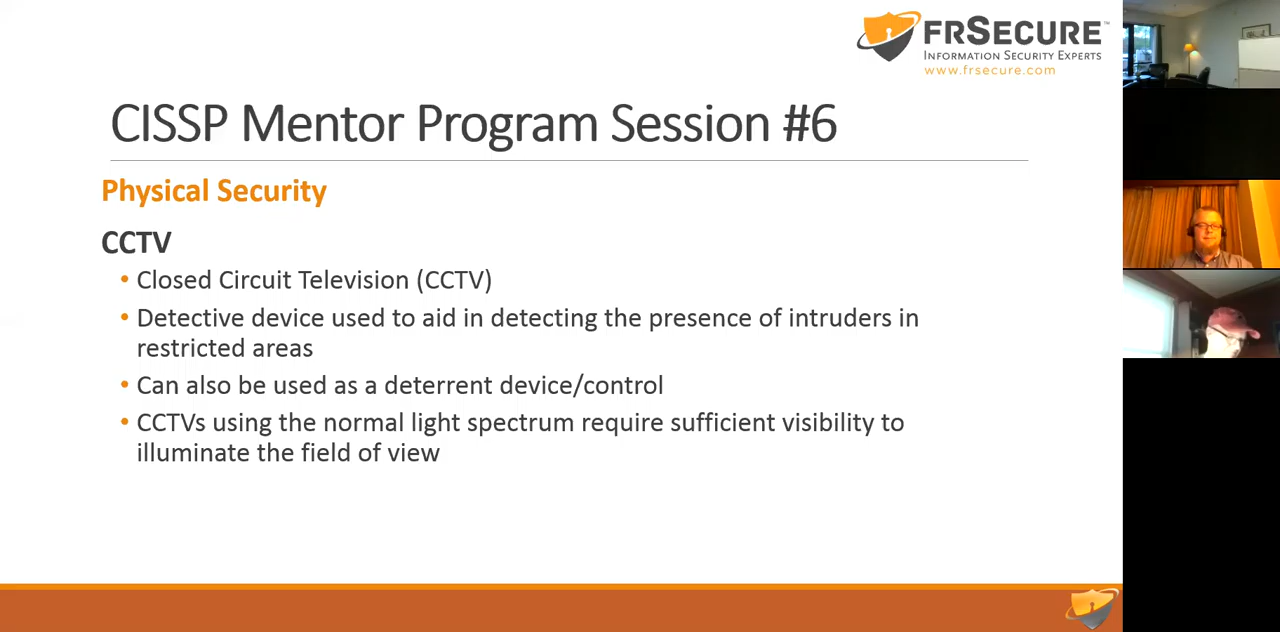 FRSECURE™
INFORMATION SECURITY EXPERTS
www.frsecure.com
CISSP Mentor Program Session #6
Physical Security
CCTV
• Closed Circuit Television (CCTV)
• Detective device used to aid in detecting the presence of intruders in
restricted areas
• Can also be used as a deterrent device/control
• CCTVs using the normal light spectrum require sufficient visibility to
illuminate the field of view